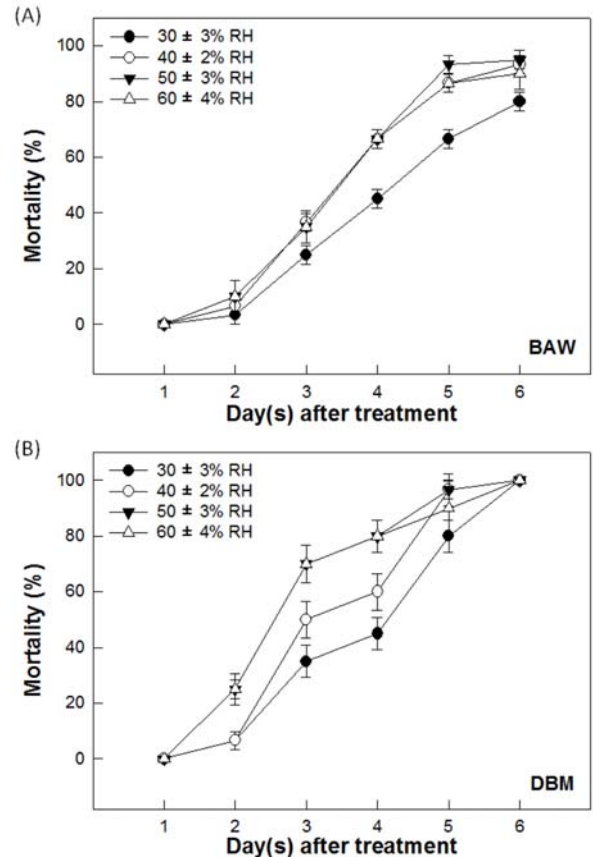 (A)
30 ± 3% RH
40 ± 2% RH
50 ± 3% RH
60 ± 4% RH
100
80
60
40
20
0
Mortality (%)
BAW
1 2 3 4 5 6
Day(s) after treatment
(B)
30 ± 3% RH
40 ± 2% RH
50 ± 3% RH
60 ± 4% RH
100
80
60
40
20
0
Mortality (%)
DBM
1 2 3 4 5 6
Day(s) after treatment